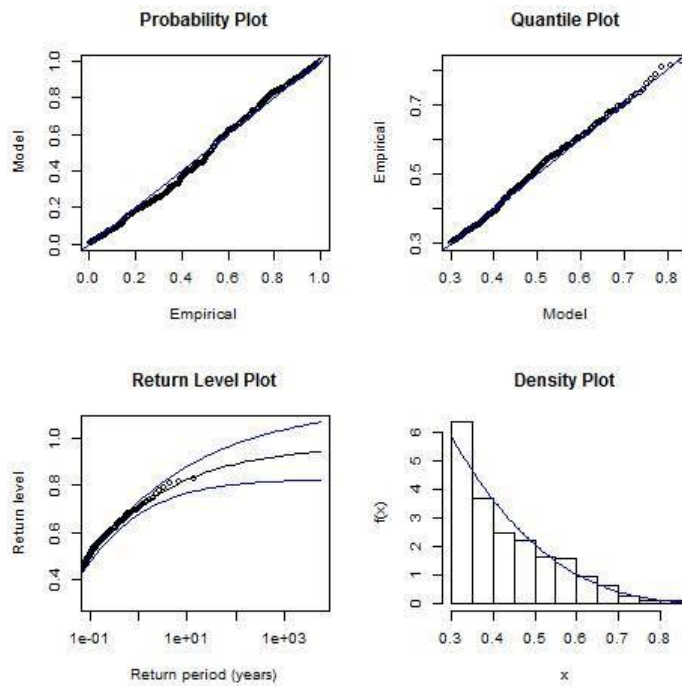 Probability Plot
Model
0.0 0.2 0.4 0.6 0.8 1.0
0.0 0.2 0.4 0.6 0.8 1.0
Empirical
Quantile Plot
Empirical
0.3 0.5 0.7
0.3 0.4 0.5 0.6 0.7 0.8
Model
Return Level Plot
Return level
0.4 0.6 0.8 1.0
1e-01 1e+01 1e+03
Return period (years)
Density Plot
f(x)
0 1 2 3 4 5 6
0.3 0.4 0.5 0.6 0.7 0.8
x